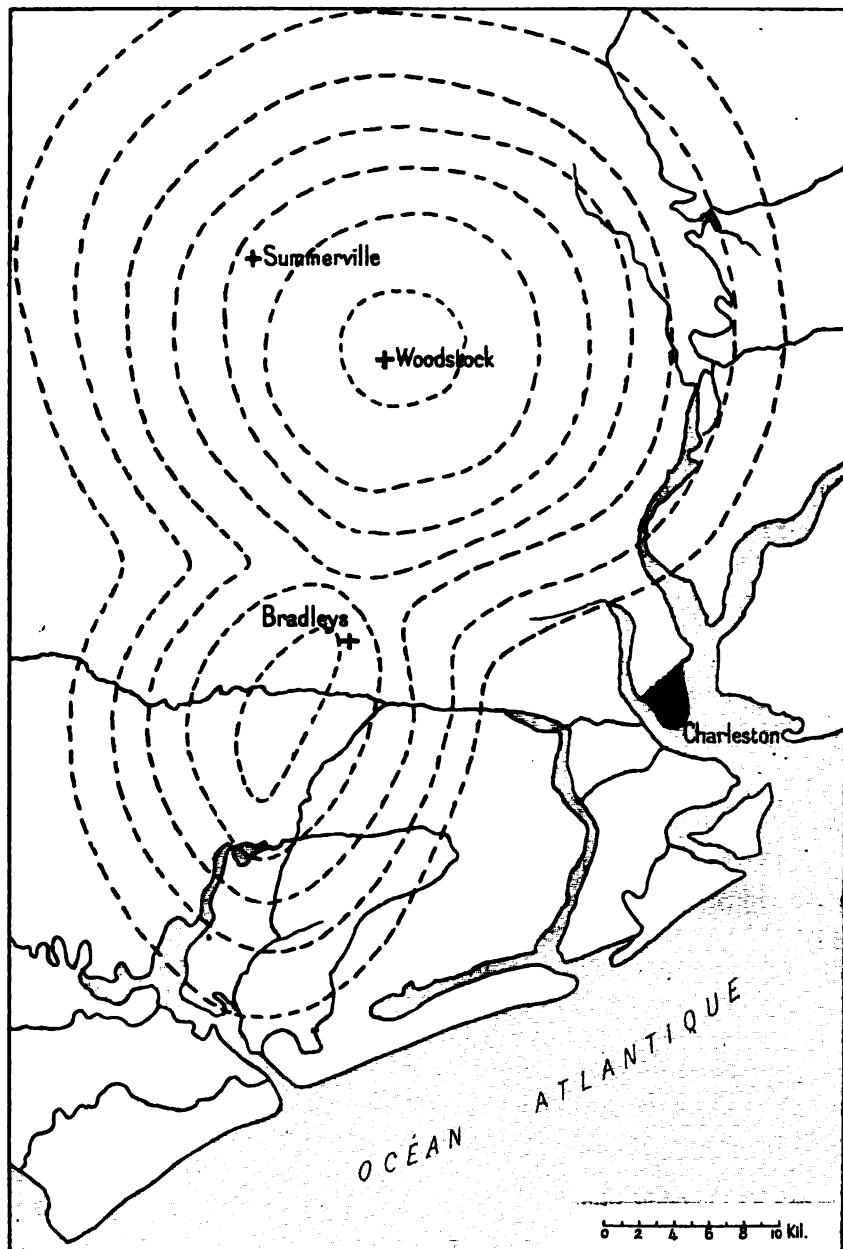 Summerville
Woodstock
Bradleys
Charleston
OCÉAN ATLANTIQUE
0 2 4 6 8 10 Kil.